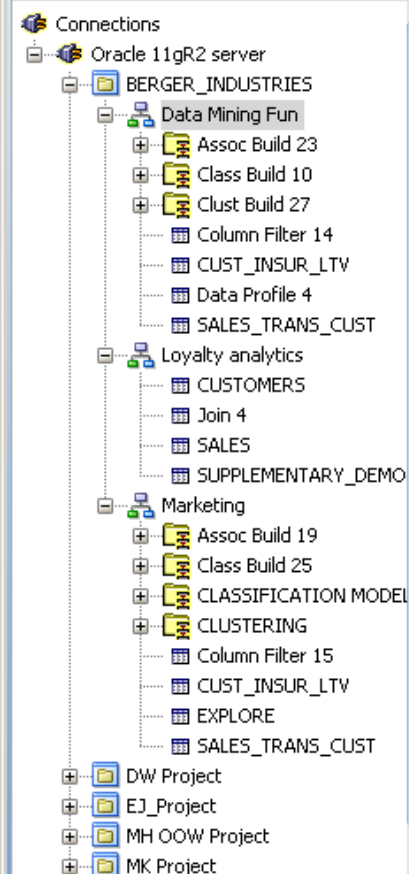 Connections
Oracle 11gR2 server
BERGER_INDUSTRIES
Data Mining Fun
Assoc Build 23
Class Build 10
Clust Build 27
Column Filter 14
CUST_INSUR_LTV
Data Profile 4
SALES_TRANS_CUST
Loyalty analytics
CUSTOMERS
Join 4
SALES
SUPPLEMENTARY_DEMO
Marketing
Assoc Build 19
Class Build 25
CLASSIFICATION MODEL
CLUSTERING
Column Filter 15
CUST_INSUR_LTV
EXPLORE
SALES_TRANS_CUST
DW Project
EJ_Project
MH OOW Project
MK Project